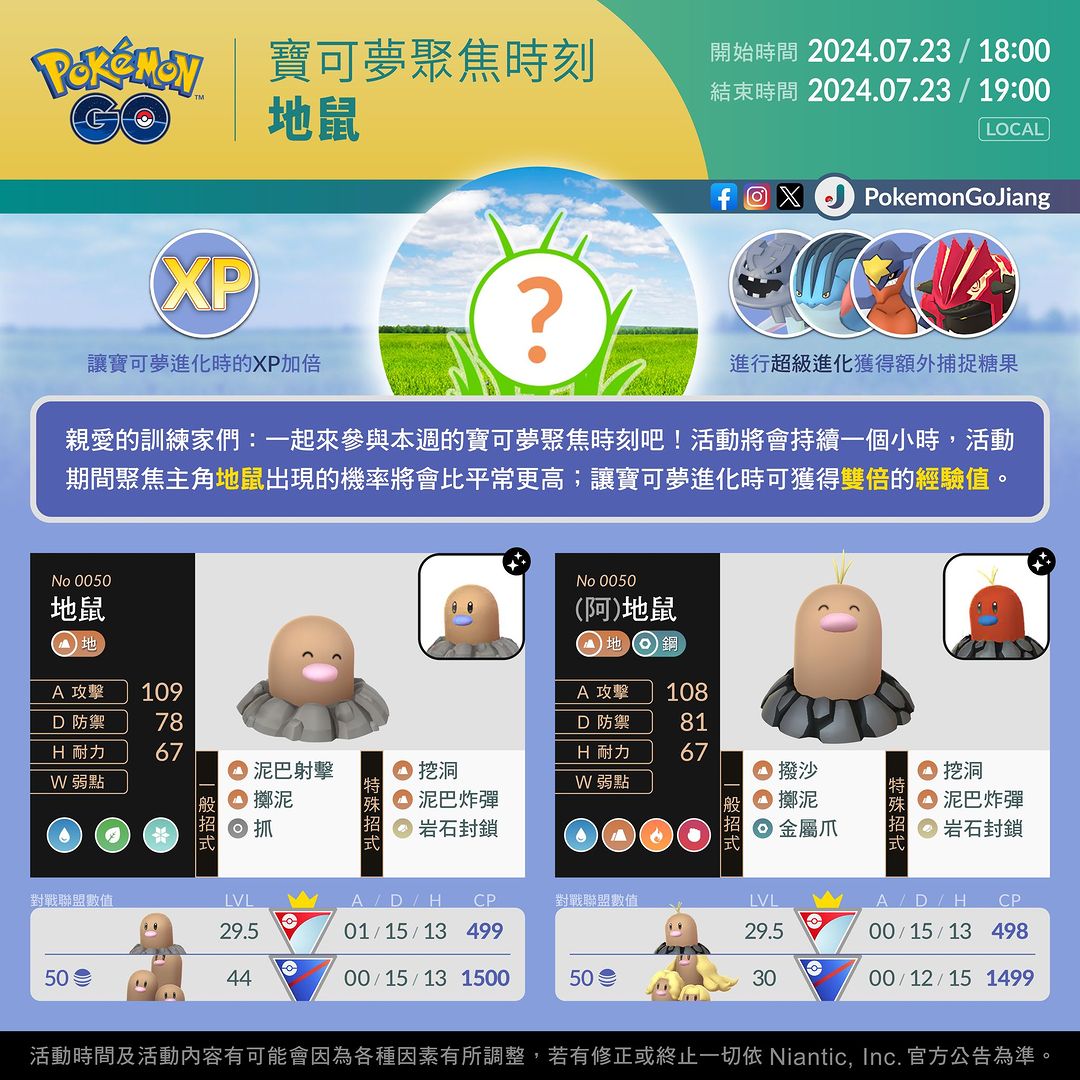 POKéMON GO TM
寶可夢聚焦時刻
地鼠
開始時間 2024.07.23 / 18:00
結束時間 2024.07.23 / 19:00
LOCAL
PokemonGoJiang
XP
?
讓寶可夢進化時的XP加倍
進行超級進化獲得額外捕捉糖果
親愛的訓練家們：一起來參與本週的寶可夢聚焦時刻吧！活動將會持續一個小時，活動
期間聚焦主角地鼠出現的機率將會比平常更高；讓寶可夢進化時可獲得雙倍的經驗值。
No 0050
地鼠
地
A 攻擊 109
D 防禦 78
H 耐力 67
W 弱點
一般招式
泥巴射擊
擲泥
抓
特殊招式
挖洞
泥巴炸彈
岩石封鎖
No 0050
(阿)地鼠
地 鋼
A 攻擊 108
D 防禦 81
H 耐力 67
W 弱點
一般招式
撥沙
擲泥
金屬爪
特殊招式
挖洞
泥巴炸彈
岩石封鎖
對戰聯盟數值 LVL A / D / H CP
29.5 01 / 15 / 13 499
50 44 00 / 15 / 13 1500
對戰聯盟數值 LVL A / D / H CP
29.5 00 / 15 / 13 498
50 30 00 / 12 / 15 1499
活動時間及活動內容有可能會因為各種因素有所調整，若有修正或終止一切依 Niantic, Inc. 官方公告為準。